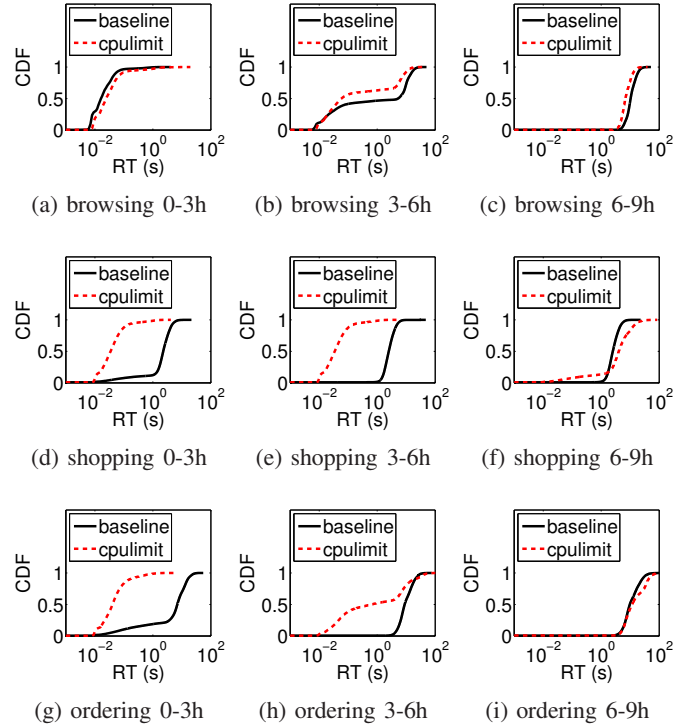 baseline
cpulimit
CDF
1
0.5
0
10^-2 10^0 10^2
RT (s)
(a) browsing 0-3h
baseline
cpulimit
CDF
1
0.5
0
10^-2 10^0 10^2
RT (s)
(b) browsing 3-6h
baseline
cpulimit
CDF
1
0.5
0
10^-2 10^0 10^2
RT (s)
(c) browsing 6-9h
baseline
cpulimit
CDF
1
0.5
0
10^-2 10^0 10^2
RT (s)
(d) shopping 0-3h
baseline
cpulimit
CDF
1
0.5
0
10^-2 10^0 10^2
RT (s)
(e) shopping 3-6h
baseline
cpulimit
CDF
1
0.5
0
10^-2 10^0 10^2
RT (s)
(f) shopping 6-9h
baseline
cpulimit
CDF
1
0.5
0
10^-2 10^0 10^2
RT (s)
(g) ordering 0-3h
baseline
cpulimit
CDF
1
0.5
0
10^-2 10^0 10^2
RT (s)
(h) ordering 3-6h
baseline
cpulimit
CDF
1
0.5
0
10^-2 10^0 10^2
RT (s)
(i) ordering 6-9h